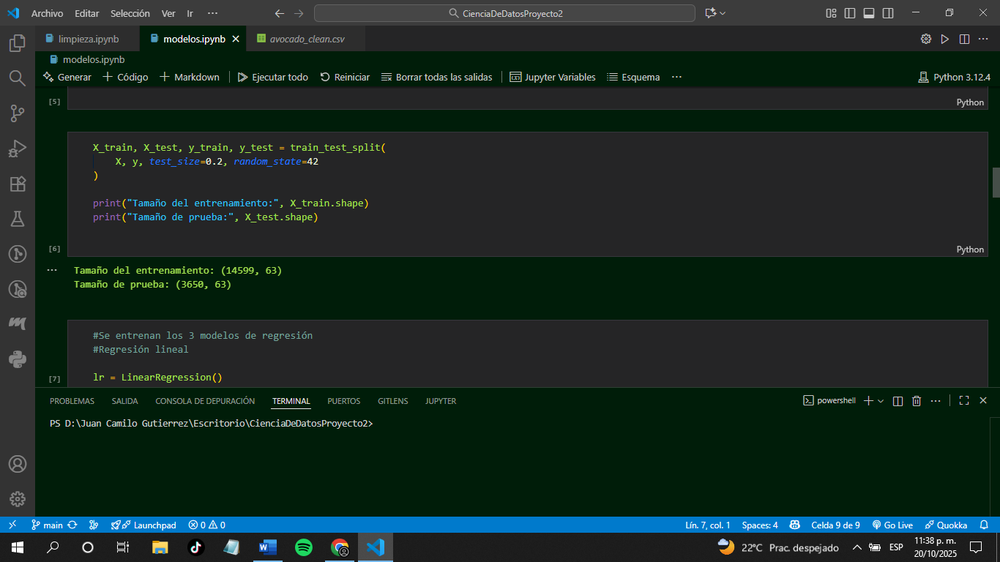 Archivo Editar Selección Ver Ir ··· CienciaDeDatosProyecto2
limpieza.ipynb modelos.ipynb avocado_clean.csv
modelos.ipynb
Generar Código Markdown Ejecutar todo Reiniciar Borrar todas las salidas Jupyter Variables Esquema ··· Python 3.12.4
[5] Python
X_train, X_test, y_train, y_test = train_test_split(
X, y, test_size=0.2, random_state=42
)
print("Tamaño del entrenamiento:", X_train.shape)
print("Tamaño de prueba:", X_test.shape)
[6] Python
Tamaño del entrenamiento: (14599, 63)
Tamaño de prueba: (3650, 63)
#Se entrenan los 3 modelos de regresión
#Regresión lineal
lr = LinearRegression()
[7]
PROBLEMAS SALIDA CONSOLA DE DEPURACIÓN TERMINAL PUERTOS GITLENS JUPYTER powershell
PS D:\Juan Camilo Gutierrez\Escritorio\CienciaDeDatosProyecto2>
main Launchpad 0 0 Lín. 7, col. 1 Spaces: 4 Celda 9 de 9 Go Live Quokka
22°C Prac. despejado ESP 11:38 p. m.
20/10/2025